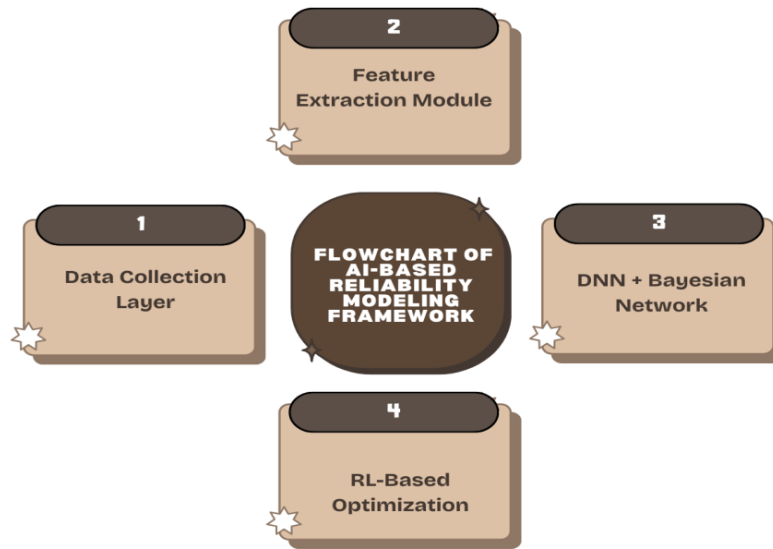 2
Feature
Extraction Module
1
Data Collection
Layer
FLOWCHART OF
AI-BASED
RELIABILITY
MODELING
FRAMEWORK
3
DNN + Bayesian
Network
4
RL-Based
Optimization